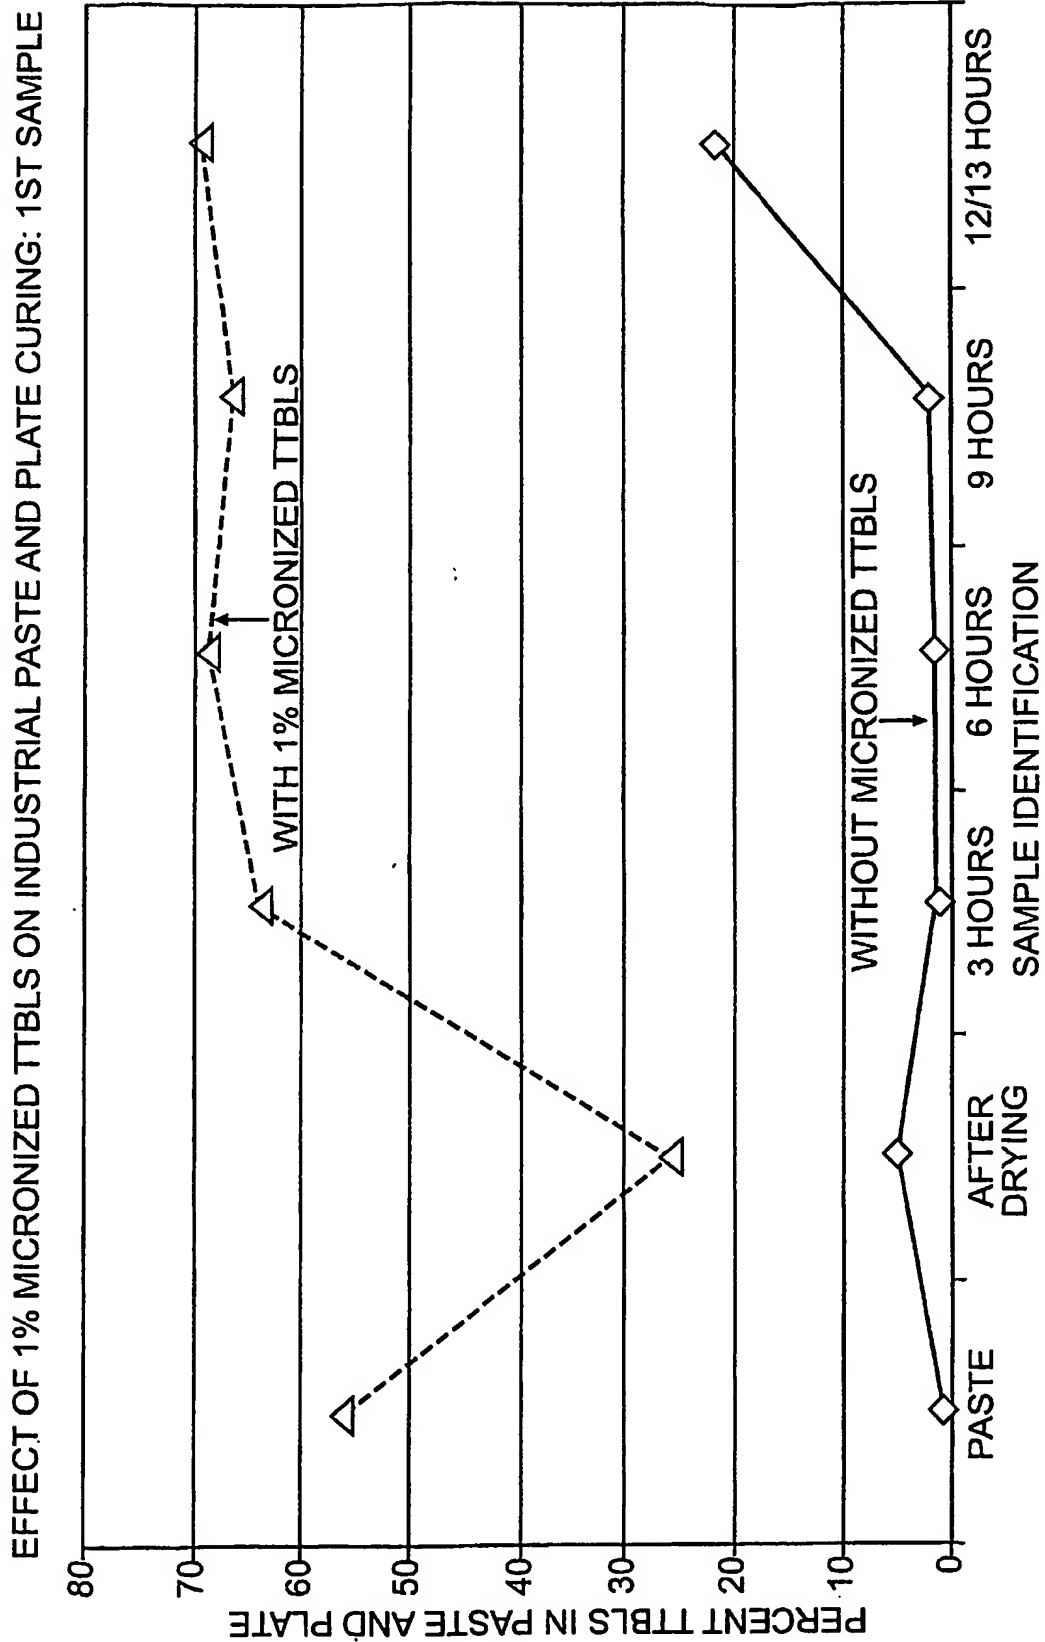 EFFECT OF 1% MICRONIZED TTBLS ON INDUSTRIAL PASTE AND PLATE CURING: 1ST SAMPLE
PERCENT TTBLS IN PASTE AND PLATE
80
70
60
50
40
30
20
10
0
WITH 1% MICRONIZED TTBLS
WITHOUT MICRONIZED TTBLS
PASTE
AFTER
DRYING
3 HOURS
6 HOURS
9 HOURS
12/13 HOURS
SAMPLE IDENTIFICATION